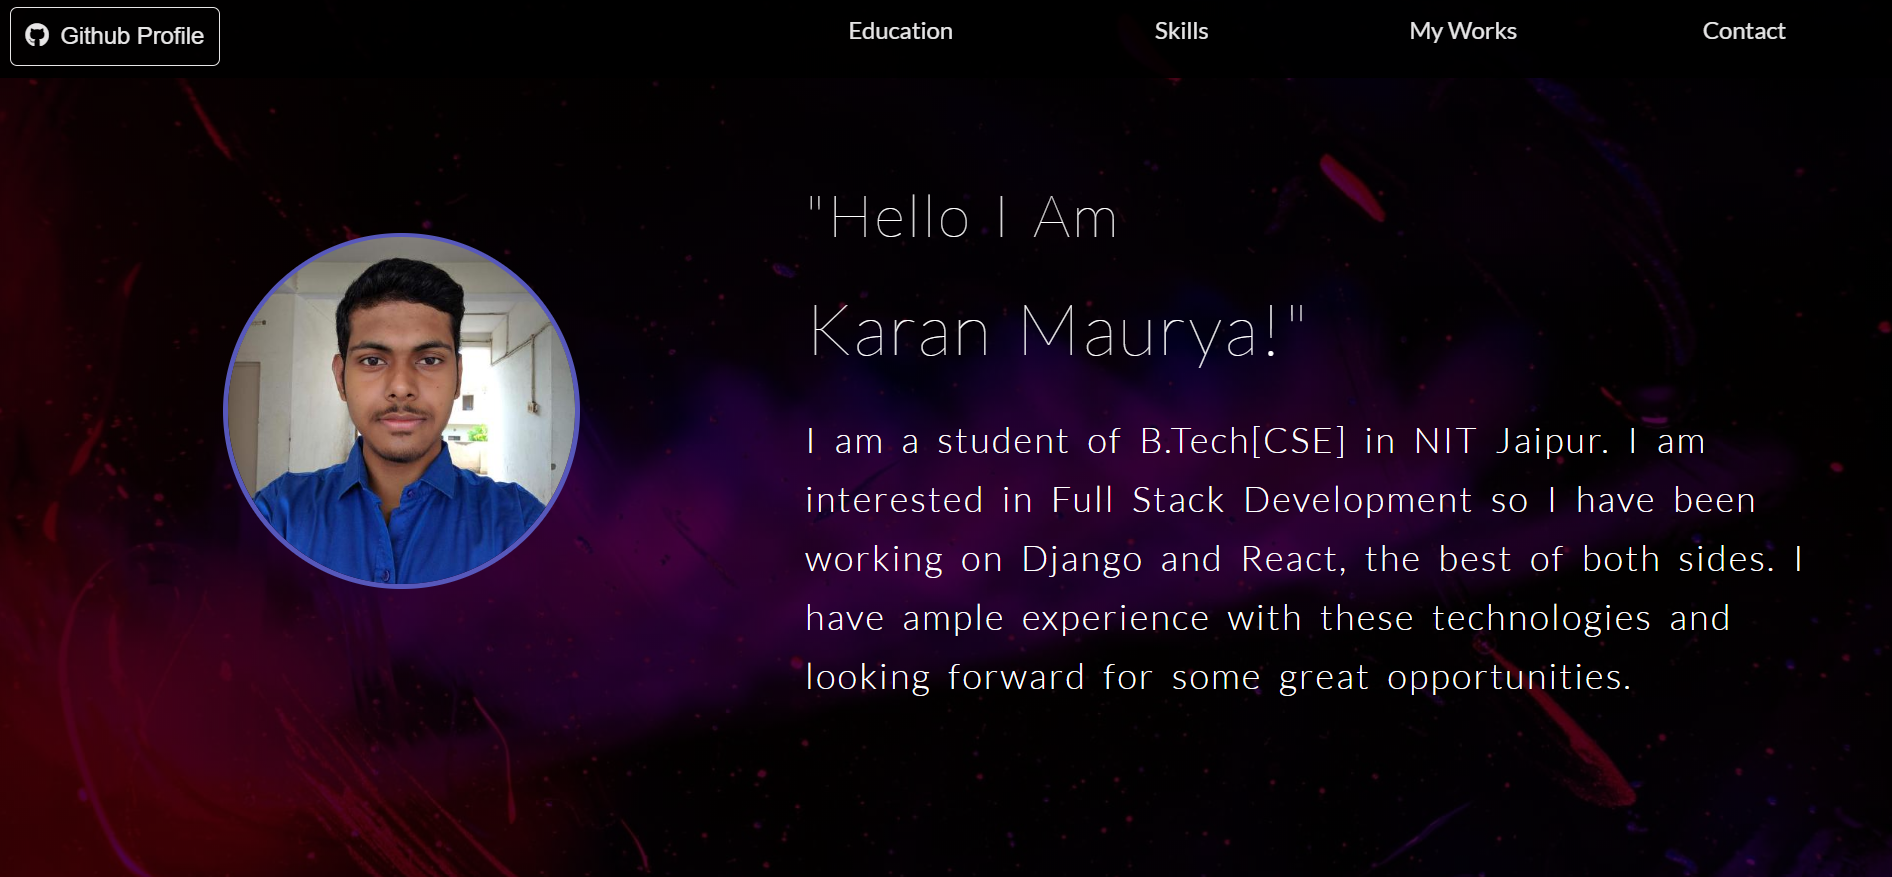 Github Profile
Education
Skills
My Works
Contact
"Hello I Am
Karan Maurya!"
I am a student of B.Tech[CSE] in NIT Jaipur. I am
interested in Full Stack Development so I have been
working on Django and React, the best of both sides. I
have ample experience with these technologies and
looking forward for some great opportunities.